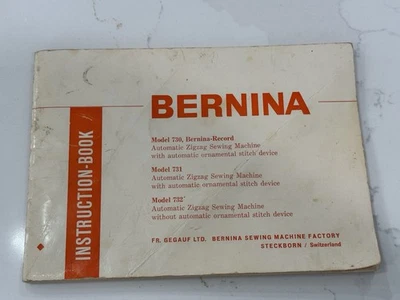 BERNINA
INSTRUCTION-BOOK
Model 730, Bernina-Record
Automatic Zigzag Sewing Machine
with automatic ornamental stitch device
Model 731
Automatic Zigzag Sewing Machine
with automatic ornamental stitch device
Model 732
Automatic Zigzag Sewing Machine
without automatic ornamental stitch device
FR. GEGAUF LTD. BERNINA SEWING MACHINE FACTORY
STECKBORN / Switzerland